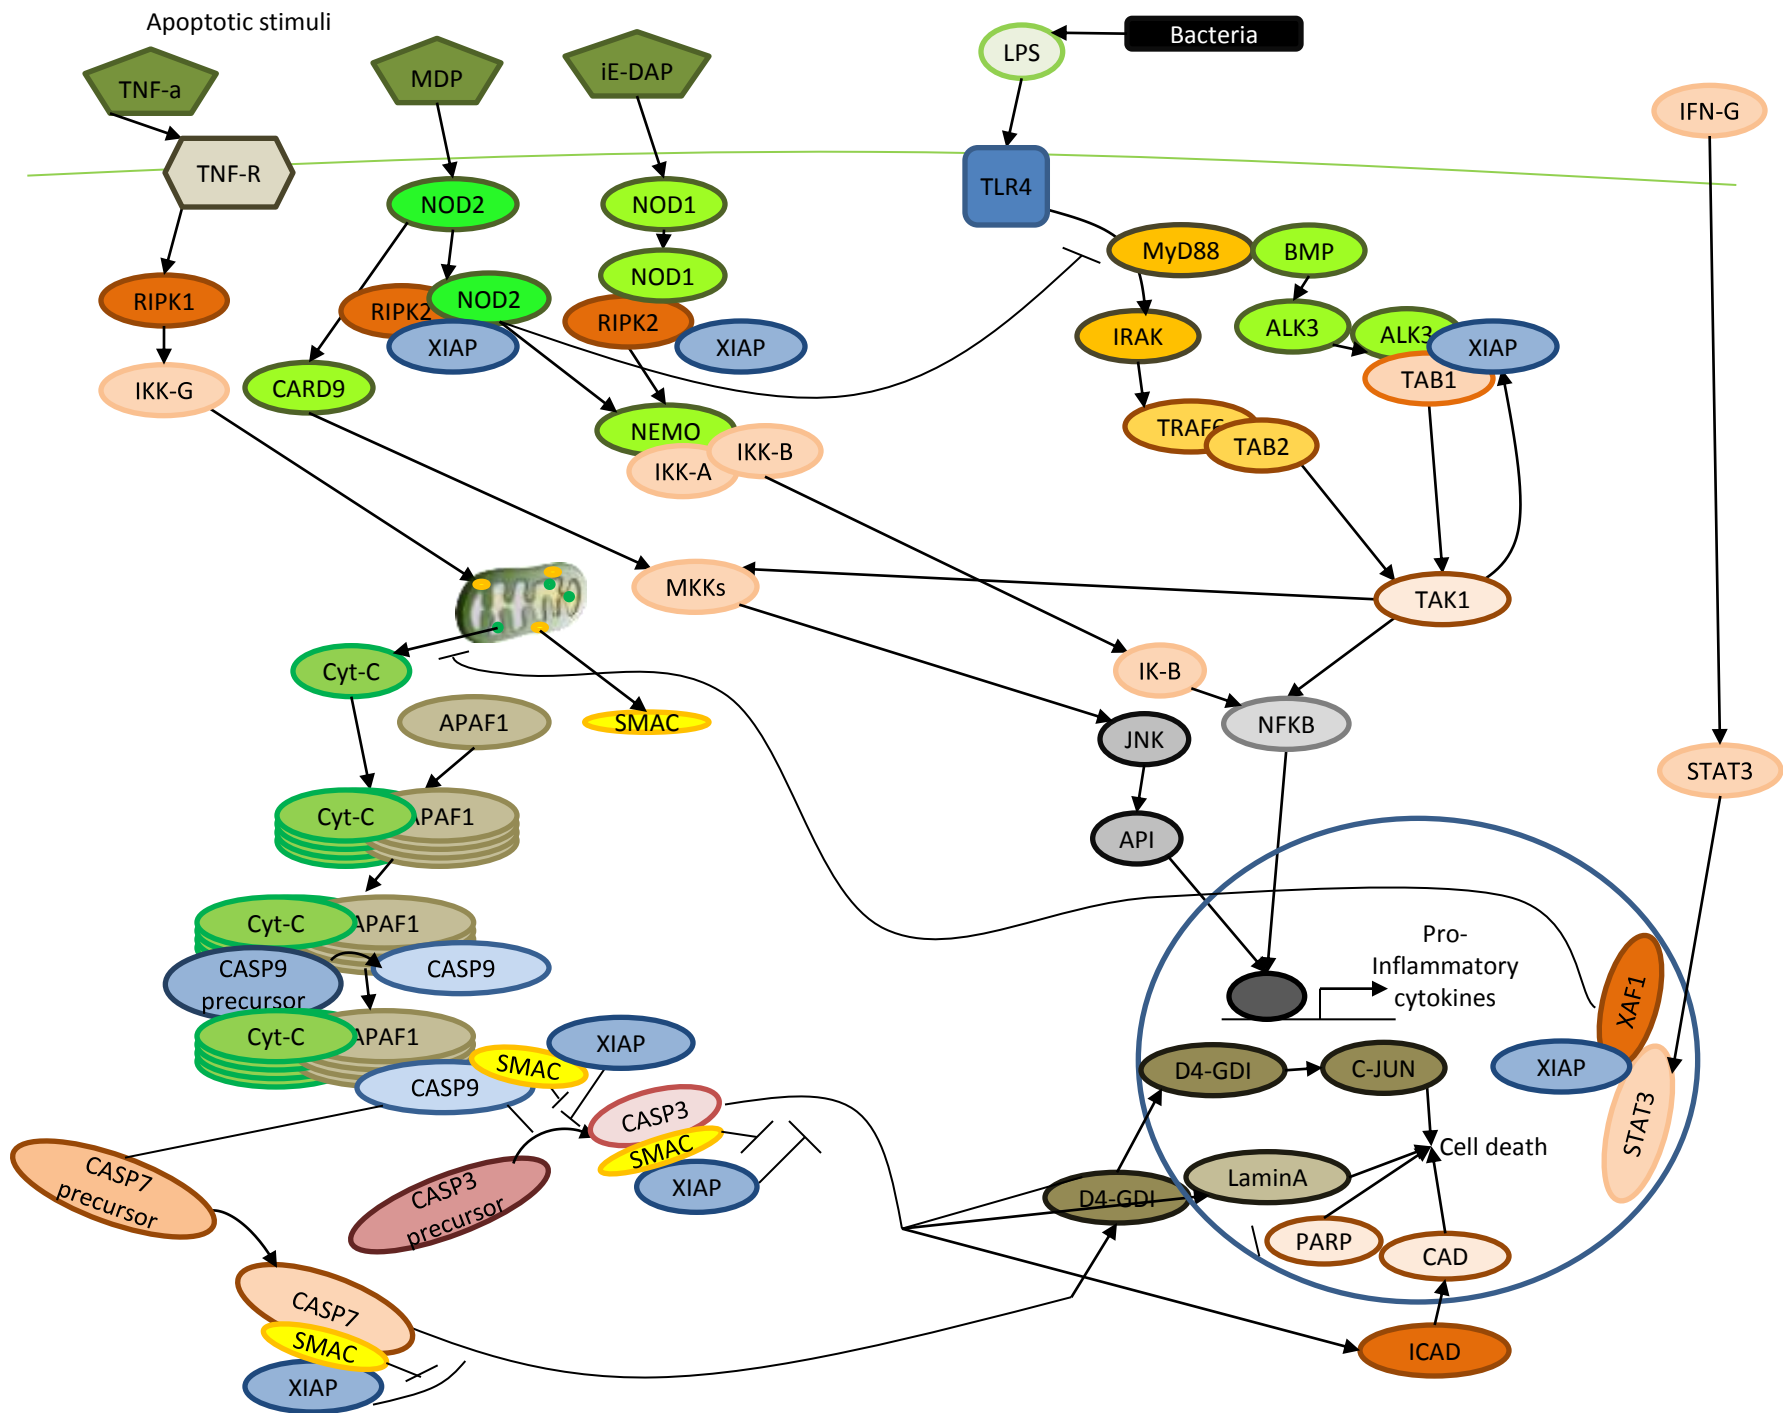 Apoptotic stimuli
Bacteria
LPS
TNF-a
MDP
iE-DAP
IFN-G
TNF-R
TLR4
NOD2
NOD1
MyD88
BMP
NOD1
RIPK1
RIPK2
NOD2
XIAP
RIPK2
XIAP
IRAK
ALK3
ALK3
XIAP
TAB1
IKK-G
CARD9
NEMO
IKK-B
IKK-A
TRAF6
TAB2
MKKs
TAK1
Cyt-C
IK-B
APAF1
SMAC
JNK
NFKB
STAT3
Cyt-C
APAF1
API
Cyt-C
APAF1
CASP9
precursor
CASP9
Pro-
Inflammatory
cytokines
XAF1
Cyt-C
APAF1
CASP9
SMAC
XIAP
D4-GDI
C-JUN
XIAP
STAT3
CASP3
SMAC
XIAP
CASP3
precursor
CASP7
precursor
Cell death
LaminA
D4-GDI
PARP
CAD
CASP7
SMAC
XIAP
ICAD